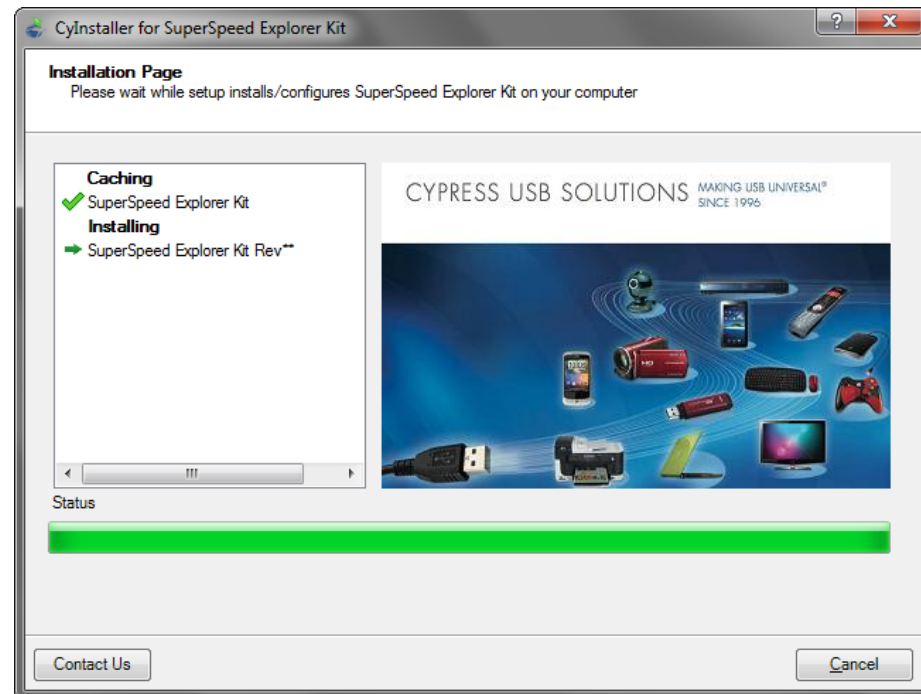 CyInstaller for SuperSpeed Explorer Kit
Installation Page
Please wait while setup installs/configures SuperSpeed Explorer Kit on your computer
Caching
SuperSpeed Explorer Kit
Installing
SuperSpeed Explorer Kit Rev**
CYPRESS USB SOLUTIONS
MAKING USB UNIVERSAL®
SINCE 1996
HD
Status
Contact Us
Cancel